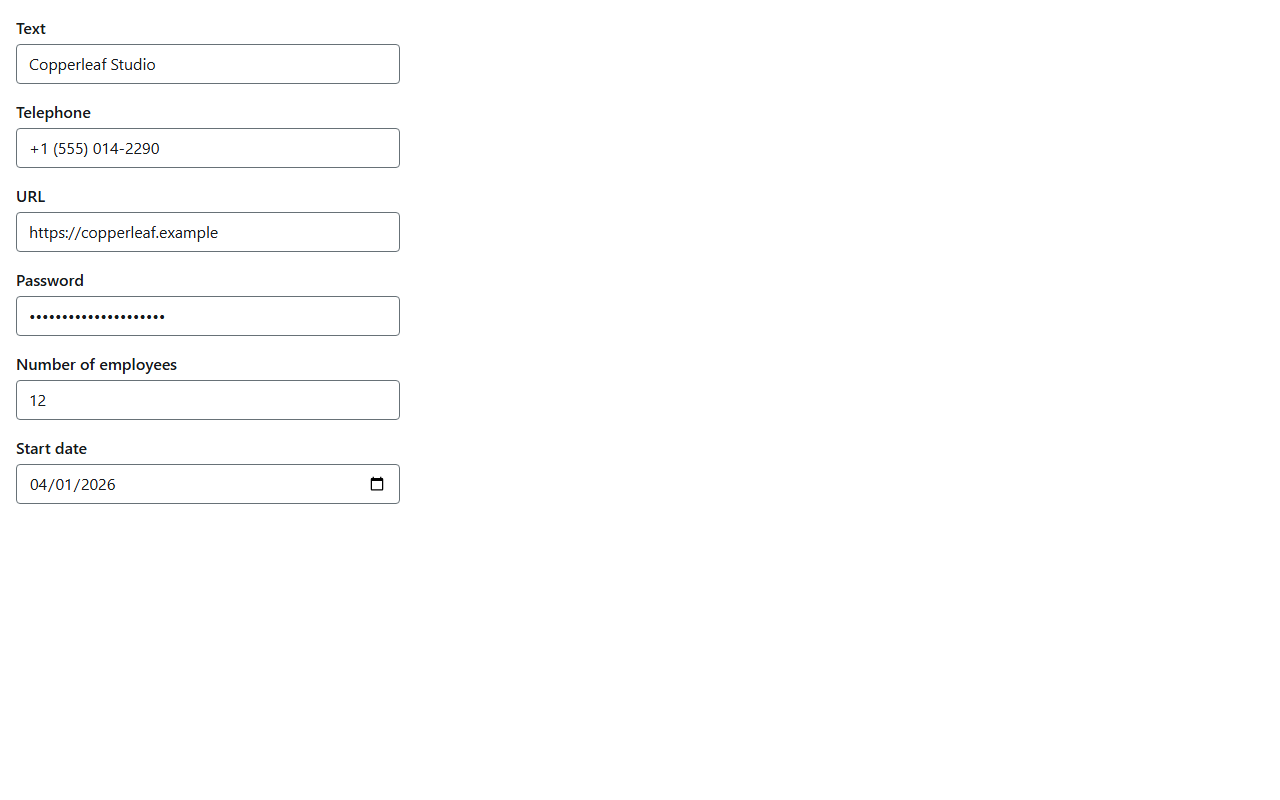 Text
Copperleaf Studio
Telephone
+1 (555) 014-2290
URL
https://copperleaf.example
Password
•••••••••••••••••••••
Number of employees
12
Start date
04/01/2026